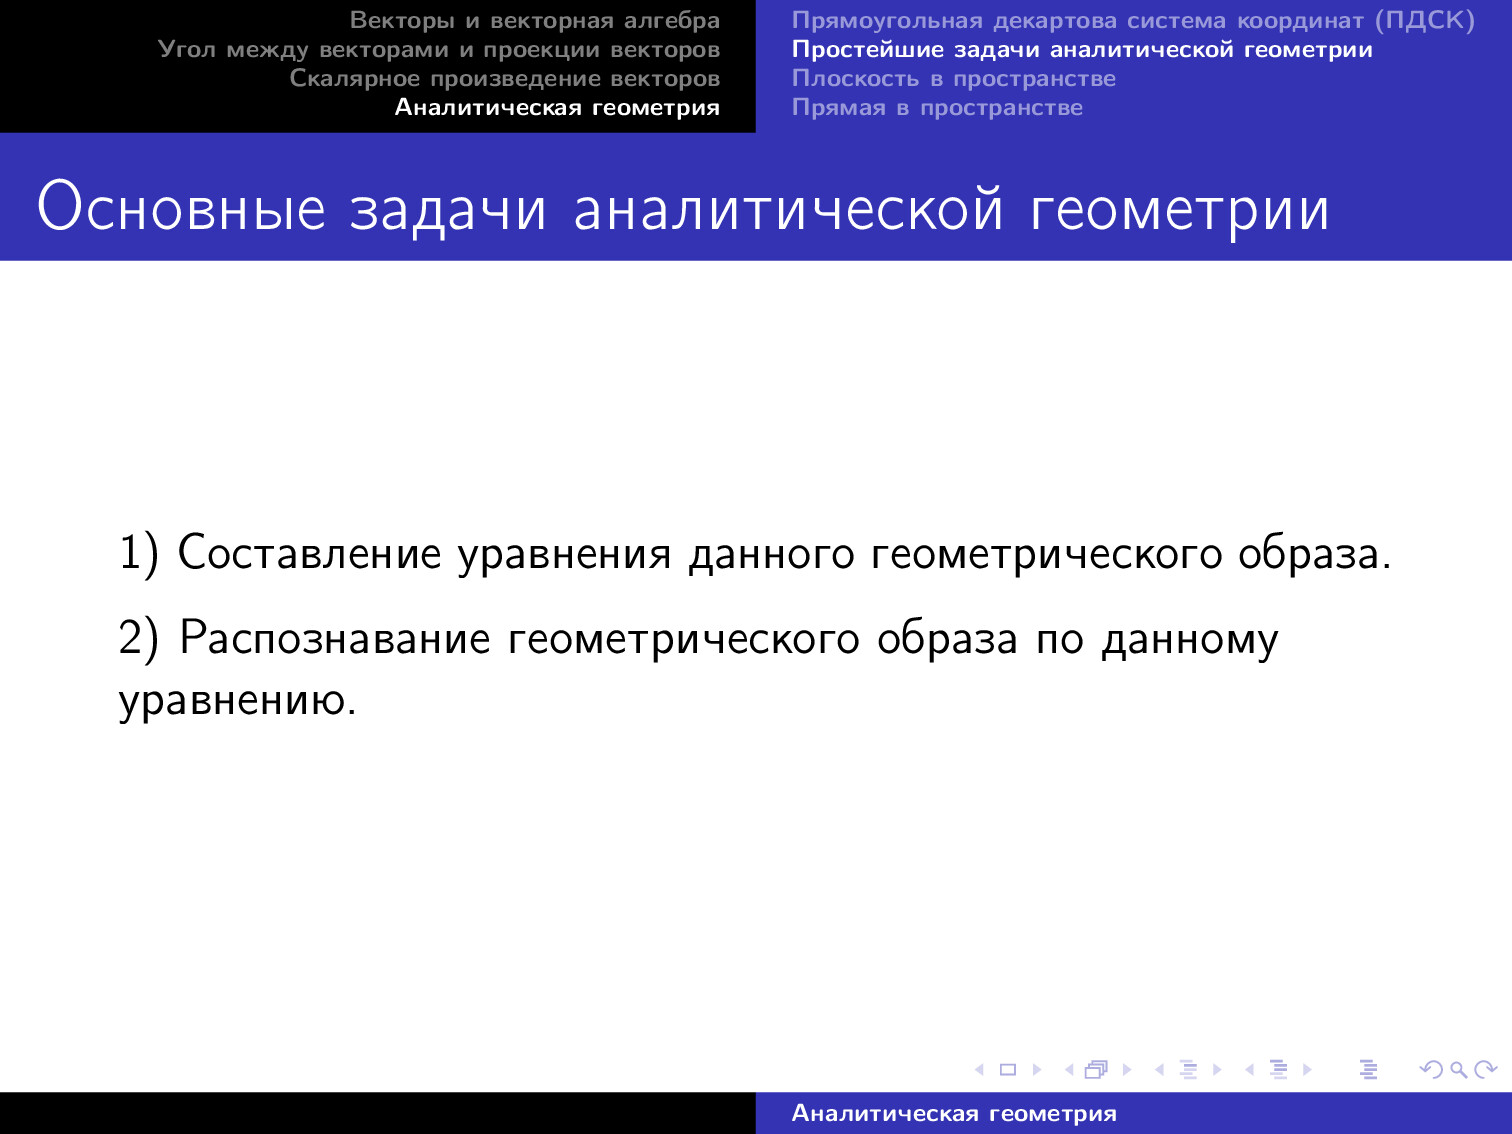 Векторы и векторная алгебра
Угол между векторами и проекции векторов
Скалярное произведение векторов
Аналитическая геометрия
Прямоугольная декартова система координат (ПДСК)
Простейшие задачи аналитической геометрии
Плоскость в пространстве
Прямая в пространстве
Основные задачи аналитической геометрии
1) Составление уравнения данного геометрического образа.
2) Распознавание геометрического образа по данному
уравнению.
Аналитическая геометрия